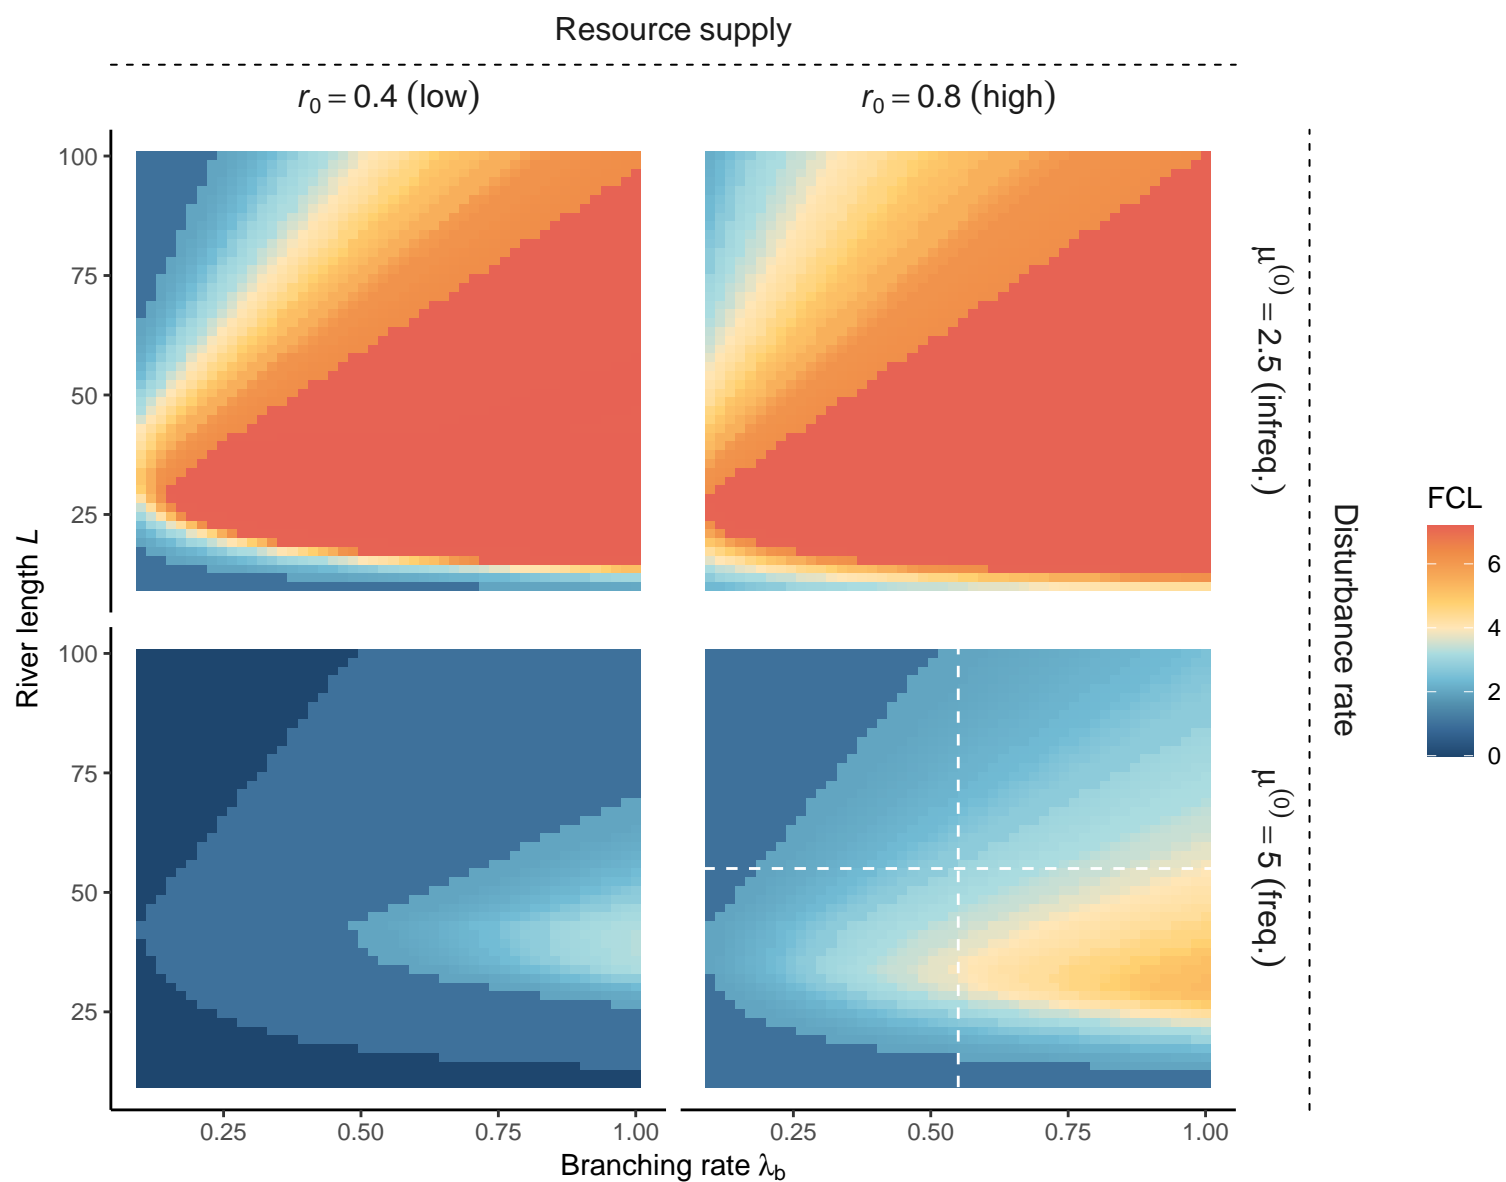 Resource supply
r₀ = 0.4 (low)
r₀ = 0.8 (high)
100
75
50
25
μ⁽⁰⁾ = 2.5 (infreq.)
100
75
50
25
μ⁽⁰⁾ = 5 (freq.)
River length L
Disturbance rate
FCL
6
4
2
0
0.25
0.50
0.75
1.00
0.25
0.50
0.75
1.00
Branching rate λb